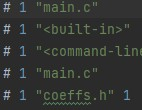 # 1 "main.c"
# 1 "<built-in>"
# 1 "<command-line
# 1 "main.c"
# 1 "coeffs.h" 1